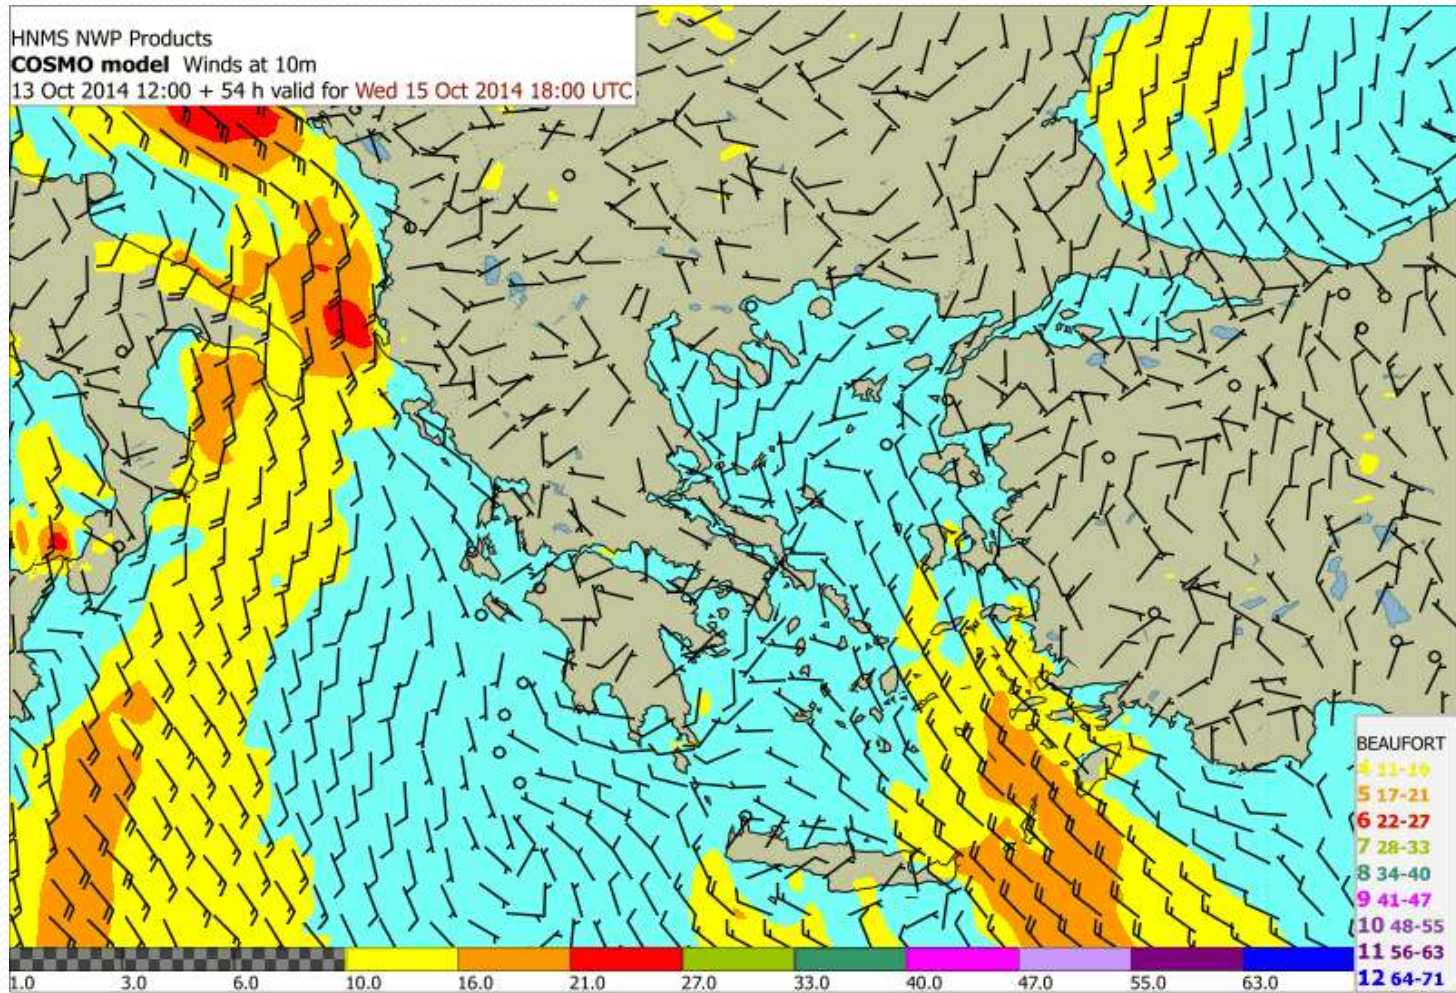 HNMS NWP Products
COSMO model Winds at 10m
13 Oct 2014 12:00 + 54 h valid for Wed 15 Oct 2014 18:00 UTC
BEAUFORT
4 11-16
5 17-21
6 22-27
7 28-33
8 34-40
9 41-47
10 48-55
11 56-63
12 64-71
1.0 3.0 6.0 10.0 16.0 21.0 27.0 33.0 40.0 47.0 55.0 63.0